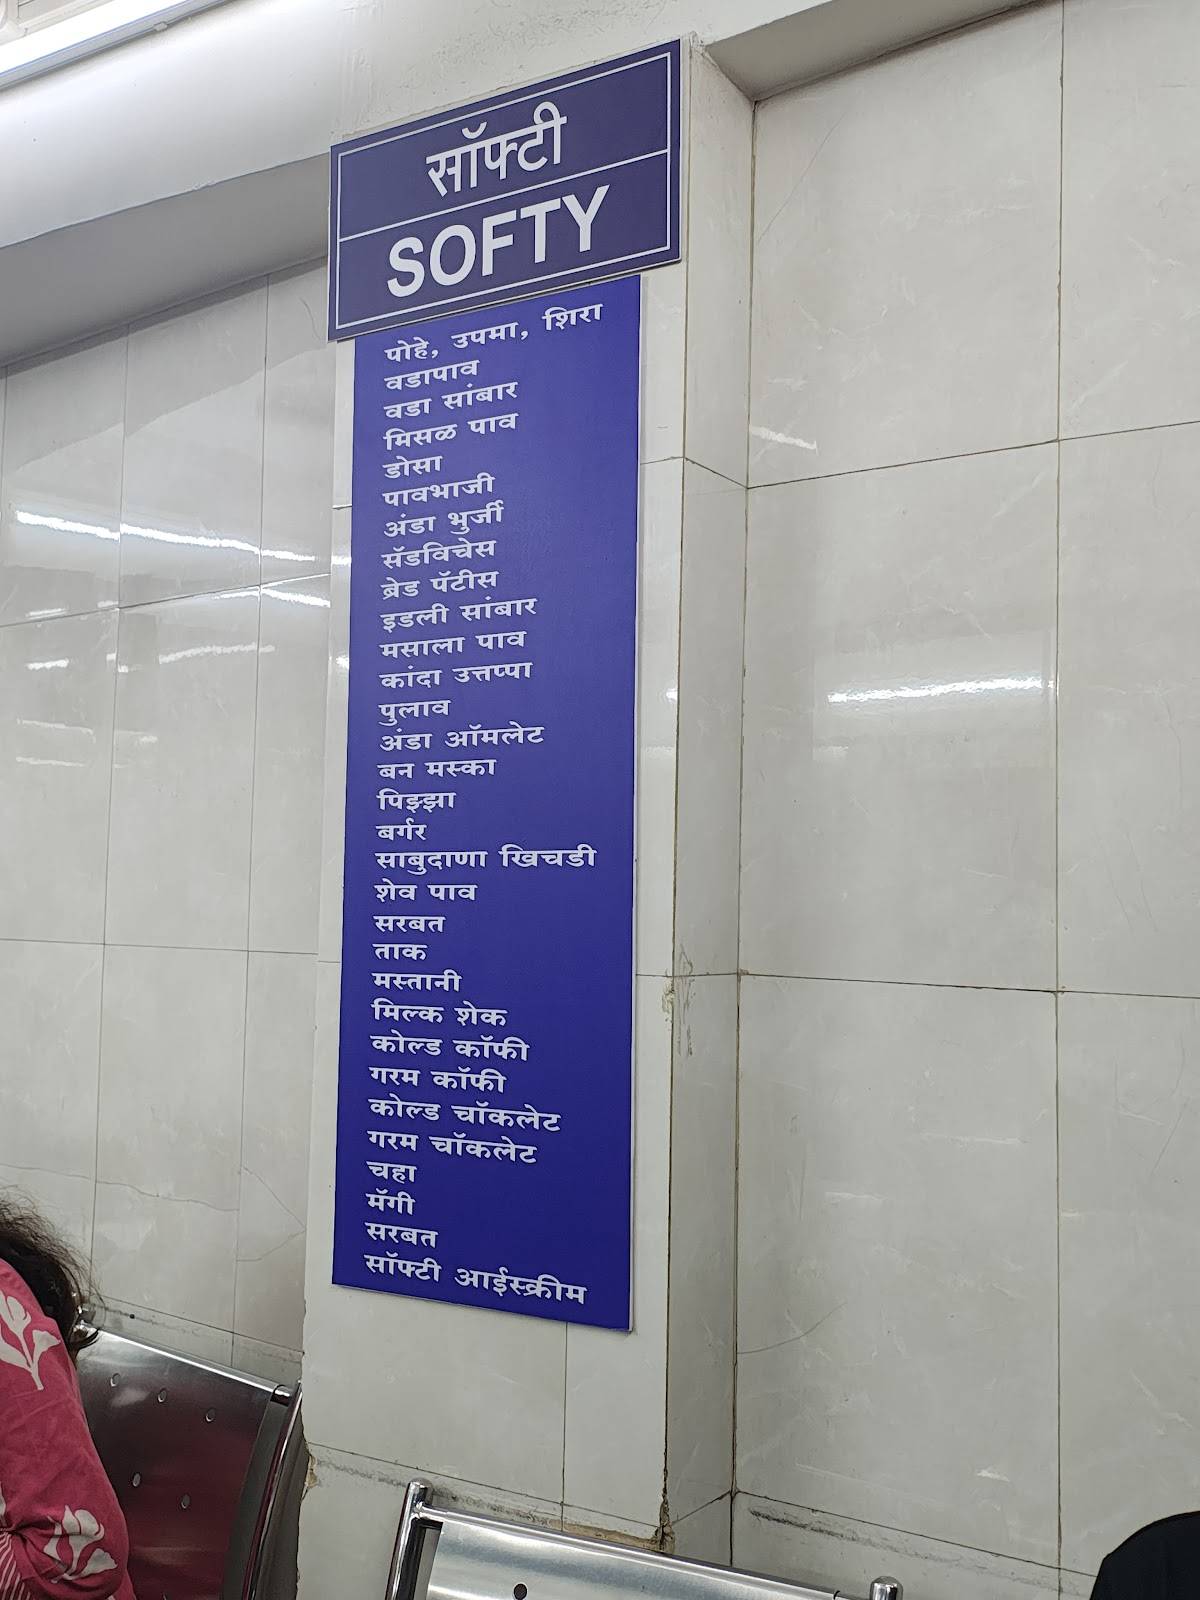 सॉफ्टी
SOFTY
पोहे, उपमा, शिरा
वडापाव
वडा सांबार
मिसळ पाव
डोसा
पावभाजी
अंडा भुर्जी
सॅडविचेस
ब्रेड पॅटीस
इडली सांबार
मसाला पाव
कांदा उत्तप्पा
पुलाव
अंडा ऑमलेट
बन मस्का
पिझ्झा
बर्गर
साबुदाणा खिचडी
शेव पाव
सरबत
ताक
मस्तानी
मिल्क शेक
कोल्ड कॉफी
गरम कॉफी
कोल्ड चॉकलेट
गरम चॉकलेट
चहा
मॅगी
सरबत
सॉफ्टी आईस्क्रीम